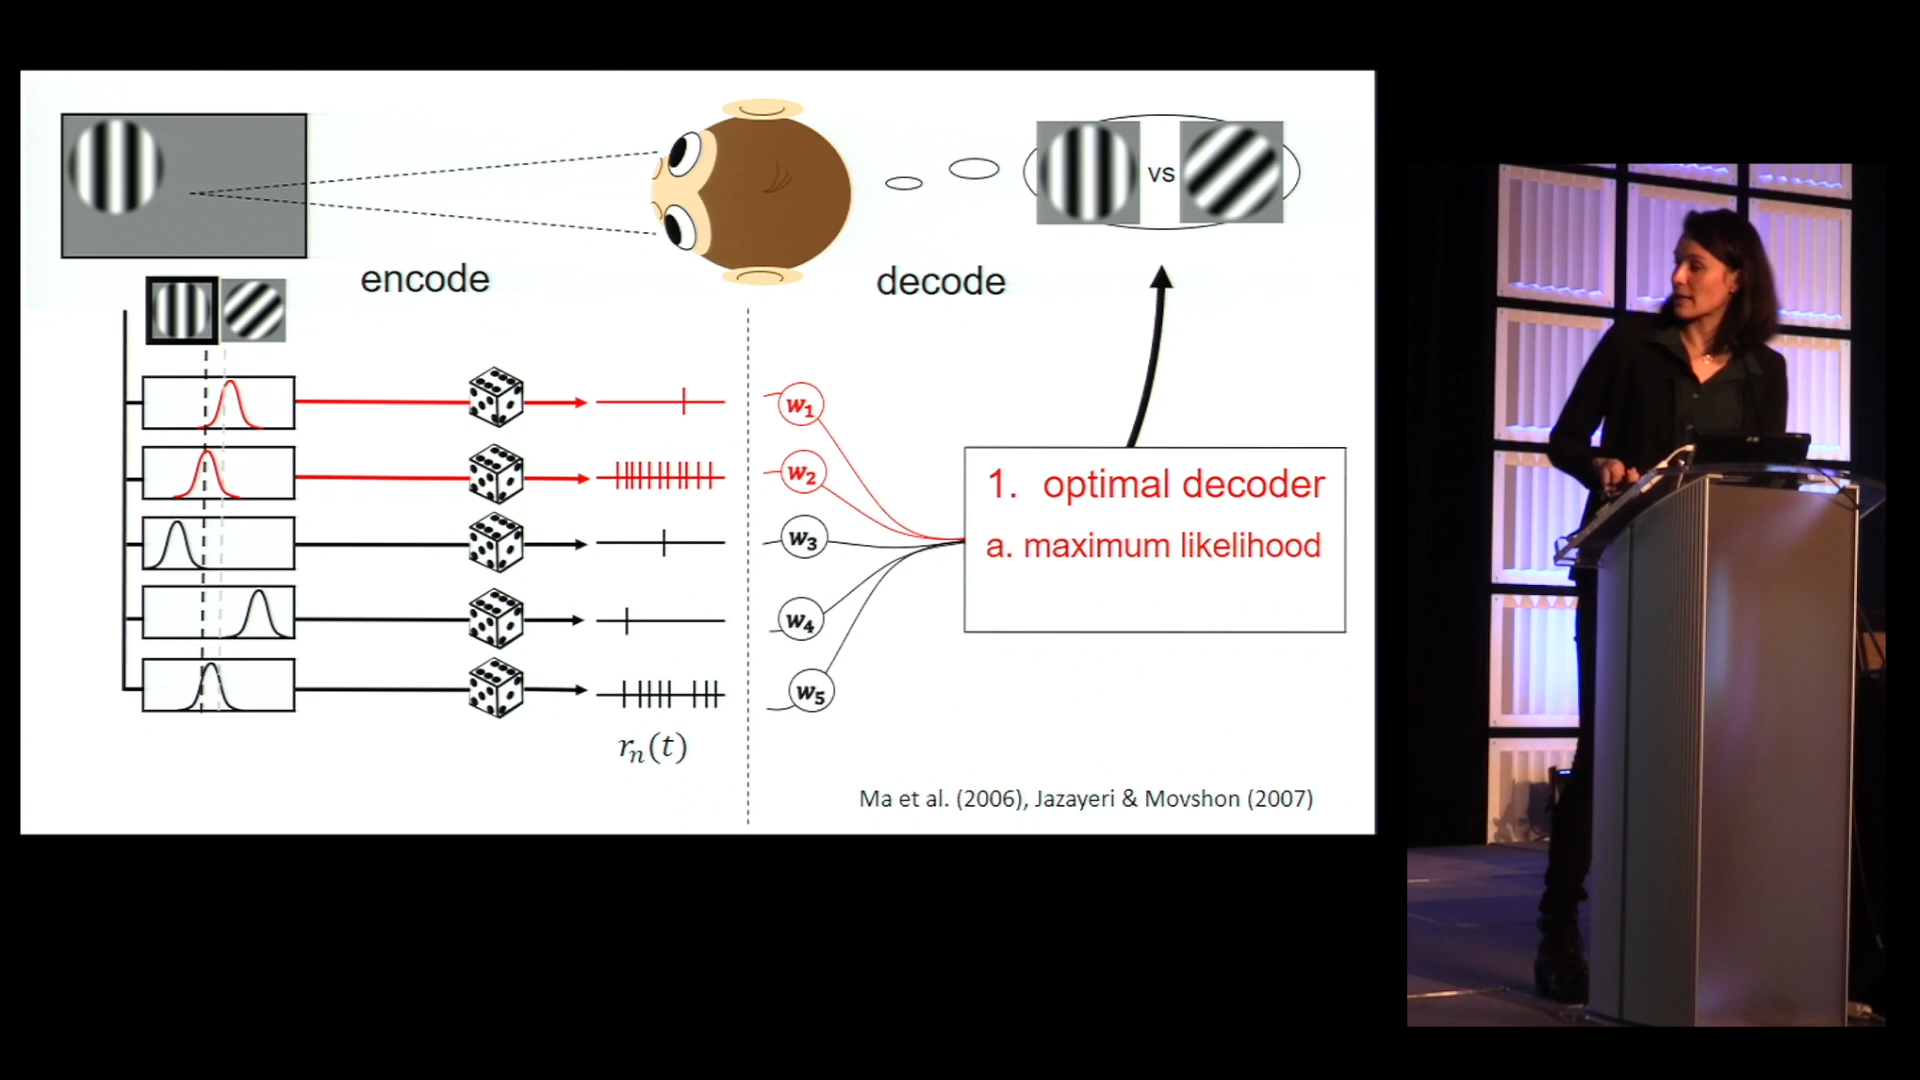 vs
encode
decode
w1
w2
w3
w4
w5
1. optimal decoder
a. maximum likelihood
rn(t)
Ma et al. (2006), Jazayeri & Movshon (2007)